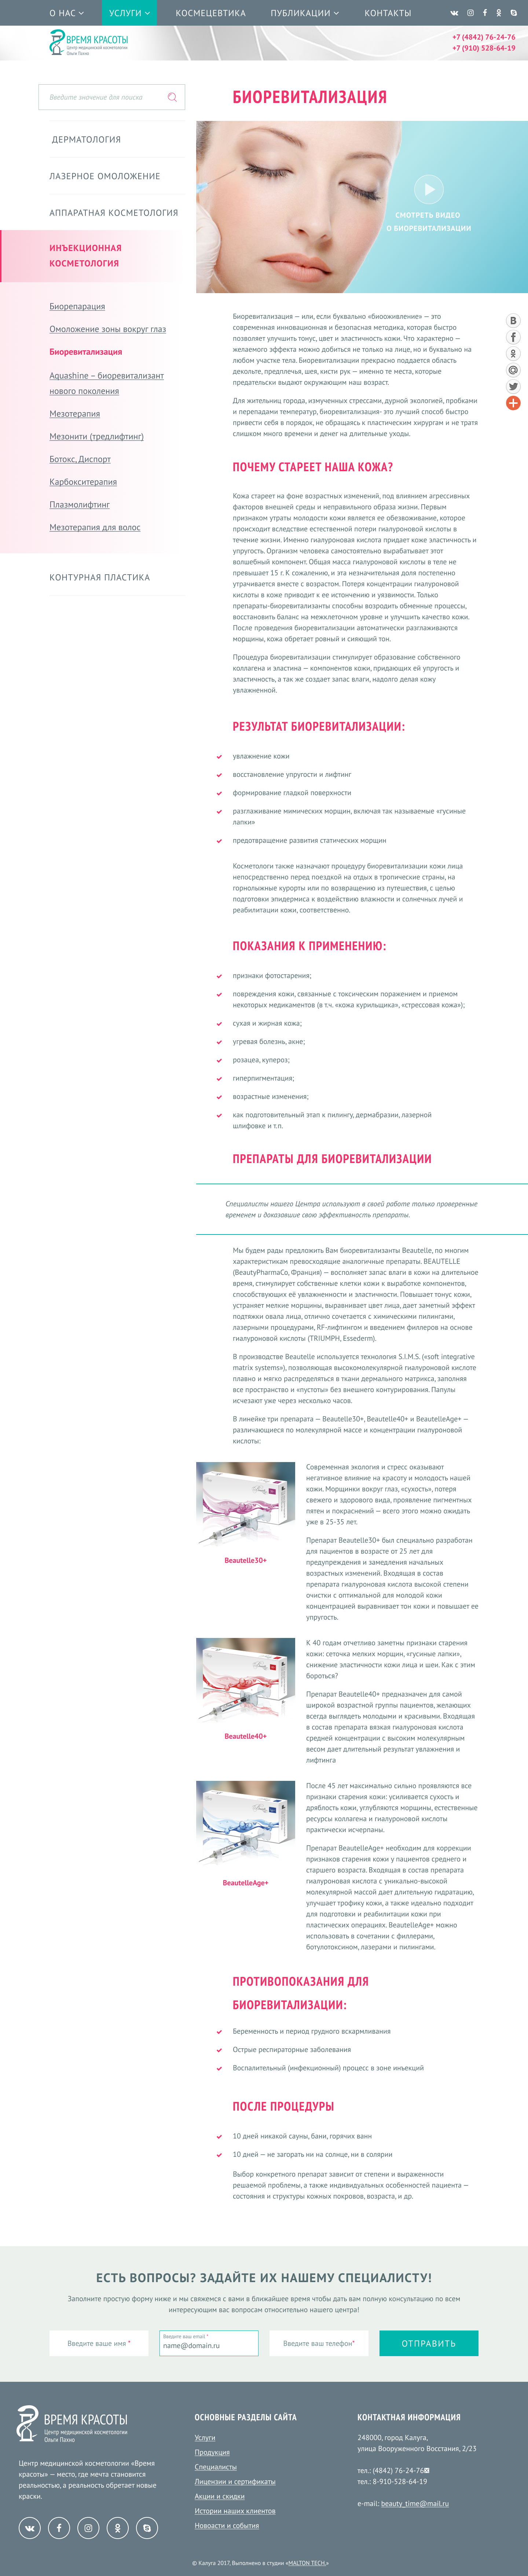 О НАС
УСЛУГИ
КОСМЕЦЕВТИКА
ПУБЛИКАЦИИ
КОНТАКТЫ
ВРЕМЯ КРАСОТЫ
Центр медицинской косметологии
Ольги Панко
+7 (4842) 76-24-76
+7 (910) 528-64-19
Введите значение для поиска
ДЕРМАТОЛОГИЯ
ЛАЗЕРНОЕ ОМОЛОЖЕНИЕ
АППАРАТНАЯ КОСМЕТОЛОГИЯ
ИНЪЕКЦИОННАЯ
КОСМЕТОЛОГИЯ
Биорепарация
Омоложение зоны вокруг глаз
Биоревитализация
Aquashine – биоревитализант
нового поколения
Мезотерапия
Мезонити (тредлифтинг)
Ботокс, Диспорт
Карбокситерапия
Плазмолифтинг
Мезотерапия для волос
КОНТУРНАЯ ПЛАСТИКА
БИОРЕВИТАЛИЗАЦИЯ
СМОТРЕТЬ ВИДЕО
О БИОРЕВИТАЛИЗАЦИИ
Биоревитализация — или, если буквально «биооживление» — это
современная инновационная и безопасная методика, которая быстро
позволяет улучшить тонус, цвет и эластичность кожи. Что характерно —
желаемого эффекта можно добиться не только на лице, но и буквально на
любом участке тела. Биоревитализации прекрасно поддается область
декольте, предплечья, шея, кисти рук — именно те места, которые
предательски выдают окружающим наш возраст.
Для жительниц города, измученных стрессами, дурной экологией, пробками
и перепадами температур, биоревитализация- это лучший способ быстро
привести себя в порядок, не обращаясь к пластическим хирургам и не тратя
слишком много времени и денег на длительные уходы.
ПОЧЕМУ СТАРЕЕТ НАША КОЖА?
Кожа стареет на фоне возрастных изменений, под влиянием агрессивных
факторов внешней среды и неправильного образа жизни. Первым
признаком утраты молодости кожи является ее обезвоживание, которое
происходит вследствие естественной потери гиалуроновой кислоты в
течение жизни. Именно гиалуроновая кислота придает коже эластичность и
упругость. Организм человека самостоятельно вырабатывает этот
волшебный компонент. Общая масса гиалуроновой кислоты в теле не
превышает 15 г. К сожалению, и эта незначительная доля постепенно
утрачивается вместе с возрастом. Потеря концентрации гиалуроновой
кислоты в коже приводит к ее истончению и уязвимости. Только
препараты-биоревитализанты способны возродить обменные процессы,
восстановить баланс на межклеточном уровне и улучшить качество кожи.
После проведения биоревитализации автоматически разглаживаются
морщины, кожа обретает ровный и сияющий тон.
Процедура биоревитализации стимулирует образование собственного
коллагена и эластина — компонентов кожи, придающих ей упругость и
эластичность, а так же создает запас влаги, надолго делая кожу
увлажненной.
РЕЗУЛЬТАТ БИОРЕВИТАЛИЗАЦИИ:
увлажнение кожи
восстановление упругости и лифтинг
формирование гладкой поверхности
разглаживание мимических морщин, включая так называемые «гусиные
лапки»
предотвращение развития статических морщин
Косметологи также назначают процедуру биоревитализации кожи лица
непосредственно перед поездкой на отдых в тропические страны, на
горнолыжные курорты или по возвращению из путешествия, с целью
подготовки эпидермиса к воздействию влажности и солнечных лучей и
реабилитации кожи, соответственно.
ПОКАЗАНИЯ К ПРИМЕНЕНИЮ:
признаки фотостарения;
повреждения кожи, связанные с токсическим поражением и приемом
некоторых медикаментов (в т.ч. «кожа курильщика», «стрессовая кожа»);
сухая и жирная кожа;
угревая болезнь, акне;
розацеа, купероз;
гиперпигментация;
возрастные изменения;
как подготовительный этап к пилингу, дермабразии, лазерной
шлифовке и т.п.
ПРЕПАРАТЫ ДЛЯ БИОРЕВИТАЛИЗАЦИИ
Специалисты нашего Центра используют в своей работе только проверенные
временем и доказавшие свою эффективность препараты.
Мы будем рады предложить Вам биоревитализанты Beautelle, по многим
характеристикам превосходящие аналогичные препараты. BEAUTELLE
(BeautyPharmaCo, Франция) — восполняет запас влаги в кожи на длительное
время, стимулирует собственные клетки кожи к выработке компонентов,
способствующих её увлажненности и эластичности. Повышает тонус кожи,
устраняет мелкие морщины, выравнивает цвет лица, дает заметный эффект
подтяжки овала лица, отлично сочетается с химическими пилингами,
лазерными процедурами, RF-лифтингом и введением филлеров на основе
гиалуроновой кислоты (TRIUMPH, Essederm).
В производстве Beautelle используется технология S.I.M.S. («soft integrative
matrix systems»), позволяющая высокомолекулярной гиалуроновой кислоте
плавно и мягко распределяться в ткани дермального матрикса, заполняя
все пространство и «пустоты» без внешнего контурирования. Папулы
исчезают уже через несколько часов.
В линейке три препарата — Beautelle30+, Beautelle40+ и BeautelleAge+ —
различающиеся по молекулярной массе и концентрации гиалуроновой
кислоты:
Beautelle30+
Современная экология и стресс оказывают
негативное влияние на красоту и молодость нашей
кожи. Морщинки вокруг глаз, «сухость», потеря
свежего и здорового вида, проявление пигментных
пятен и покраснений — всего этого можно ожидать
уже в 25-35 лет.
Препарат Beautelle30+ был специально разработан
для пациентов в возрасте от 25 лет для
предупреждения и замедления начальных
возрастных изменений. Входящая в состав
препарата гиалуроновая кислота высокой степени
очистки с оптимальной для молодой кожи
концентрацией выравнивает тон кожи и повышает ее
упругость.
Beautelle40+
К 40 годам отчетливо заметны признаки старения
кожи: сеточка мелких морщин, «гусиные лапки»,
снижение эластичности кожи лица и шеи. Как с этим
бороться?
Препарат Beautelle40+ предназначен для самой
широкой возрастной группы пациентов, желающих
всегда выглядеть молодыми и красивыми. Входящая
в состав препарата вязкая гиалуроновая кислота
средней концентрации с высоким молекулярным
весом дает длительный результат увлажнения и
лифтинга
BeautelleAge+
После 45 лет максимально сильно проявляются все
признаки старения кожи: усиливается сухость и
дряблость кожи, углубляются морщины, естественные
ресурсы коллагена и гиалуроновой кислоты
практически исчерпаны.
Препарат BeautelleAge+ необходим для коррекции
признаков старения кожи у пациентов среднего и
старшего возраста. Входящая в состав препарата
гиалуроновая кислота с уникально-высокой
молекулярной массой дает длительную гидратацию,
улучшает трофику кожи, а также идеально подходит
для подготовки и реабилитации кожи при
пластических операциях. BeautelleAge+ можно
использовать в сочетании с филлерами,
ботулотоксином, лазерами и пилингами.
ПРОТИВОПОКАЗАНИЯ ДЛЯ
БИОРЕВИТАЛИЗАЦИИ:
Беременность и период грудного вскармливания
Острые респираторные заболевания
Воспалительный (инфекционный) процесс в зоне инъекций
ПОСЛЕ ПРОЦЕДУРЫ
10 дней никакой сауны, бани, горячих ванн
10 дней — не загорать ни на солнце, ни в солярии
Выбор конкретного препарат зависит от степени и выраженности
решаемой проблемы, а также индивидуальных особенностей пациента —
состояния и структуры кожных покровов, возраста, и др.
ЕСТЬ ВОПРОСЫ? ЗАДАЙТЕ ИХ НАШЕМУ СПЕЦИАЛИСТУ!
Заполните простую форму ниже и мы свяжемся с вами в ближайшее время чтобы дать вам полную консультацию по всем
интересующим вас вопросам относительно нашего центра!
Введите ваше имя *
Введите ваш email *
name@domain.ru
Введите ваш телефон*
ОТПРАВИТЬ
ВРЕМЯ КРАСОТЫ
Центр медицинской косметологии
Ольги Панко
Центр медицинской косметологии «Время
красоты» — место, где мечта становится
реальностью, а реальность обретает новые
краски.
ОСНОВНЫЕ РАЗДЕЛЫ САЙТА
Услуги
Продукция
Специалисты
Лицензии и сертификаты
Акции и скидки
Истории наших клиентов
Новоасти и события
КОНТАКТНАЯ ИНФОРМАЦИЯ
248000, город Калуга,
улица Вооруженного Восстания, 2/23
тел.: (4842) 76-24-76
тел.: 8-910-528-64-19
e-mail: beauty_time@mail.ru
© Калуга 2017, Выполнено в студии «MALTON TECH.»